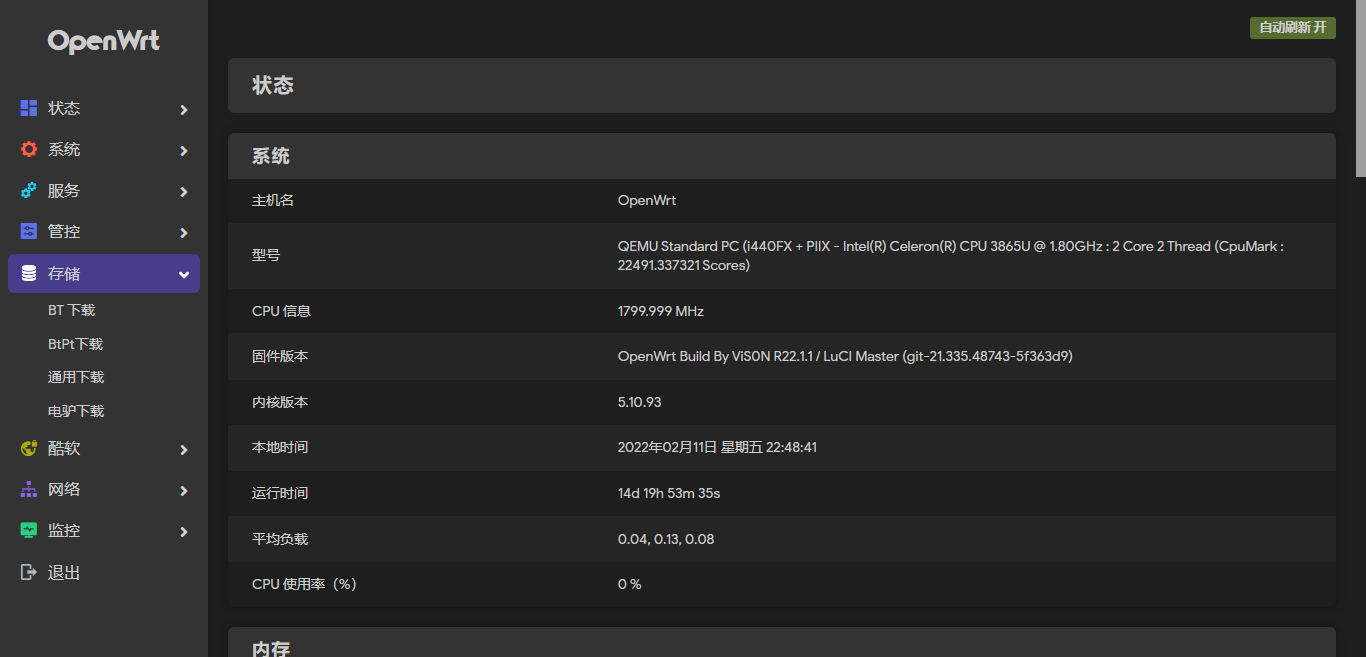 OpenWrt
状态
系统
服务
管控
存储
BT 下载
BtPt下载
通用下载
电驴下载
酷软
网络
监控
退出
自动刷新 开
状态
系统
主机名
OpenWrt
型号
QEMU Standard PC (i440FX + PIIX - Intel(R) Celeron(R) CPU 3865U @ 1.80GHz : 2 Core 2 Thread (CpuMark :
22491.337321 Scores)
CPU 信息
1799.999 MHz
固件版本
OpenWrt Build By ViS0N R22.1.1 / LuCI Master (git-21.335.48743-5f363d9)
内核版本
5.10.93
本地时间
2022年02月11日 星期五 22:48:41
运行时间
14d 19h 53m 35s
平均负载
0.04, 0.13, 0.08
CPU 使用率（%）
0 %
内存